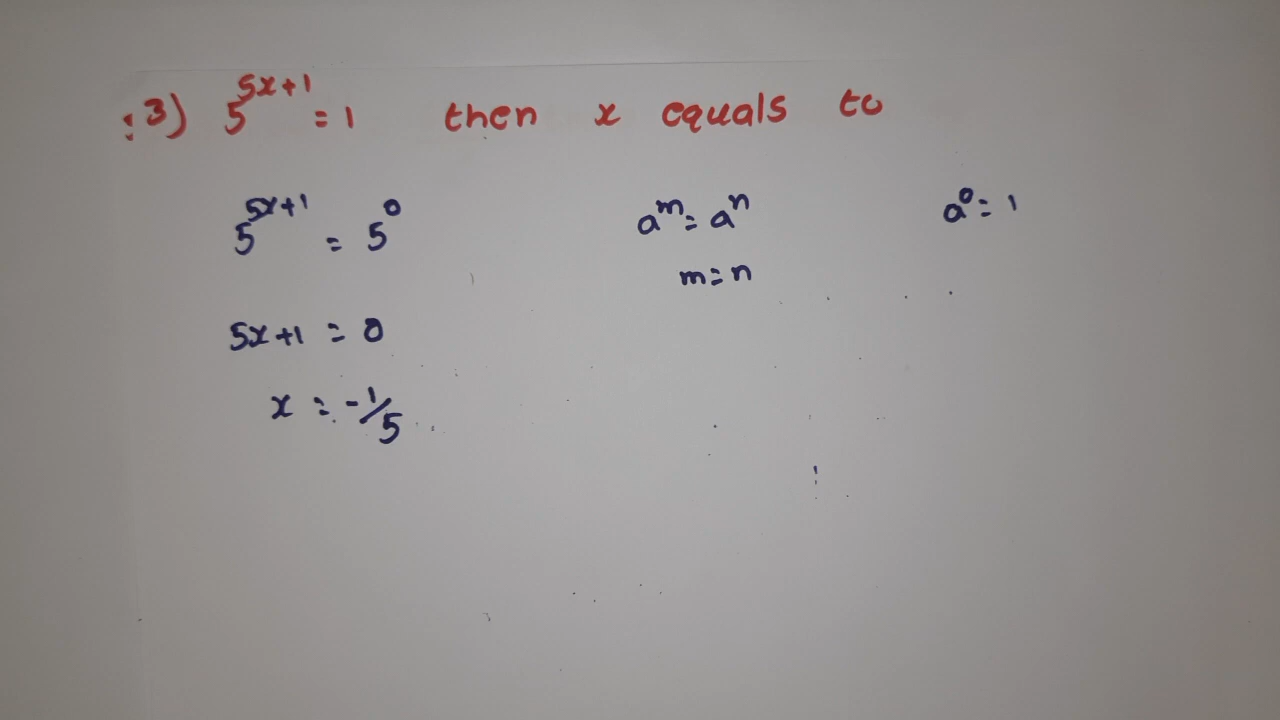 :3) 5^{5x+1} = 1 then x equals to
5^{5x+1} = 5^0 a^m = a^n a^0 = 1
m = n
5x+1 = 0
x = -1/5